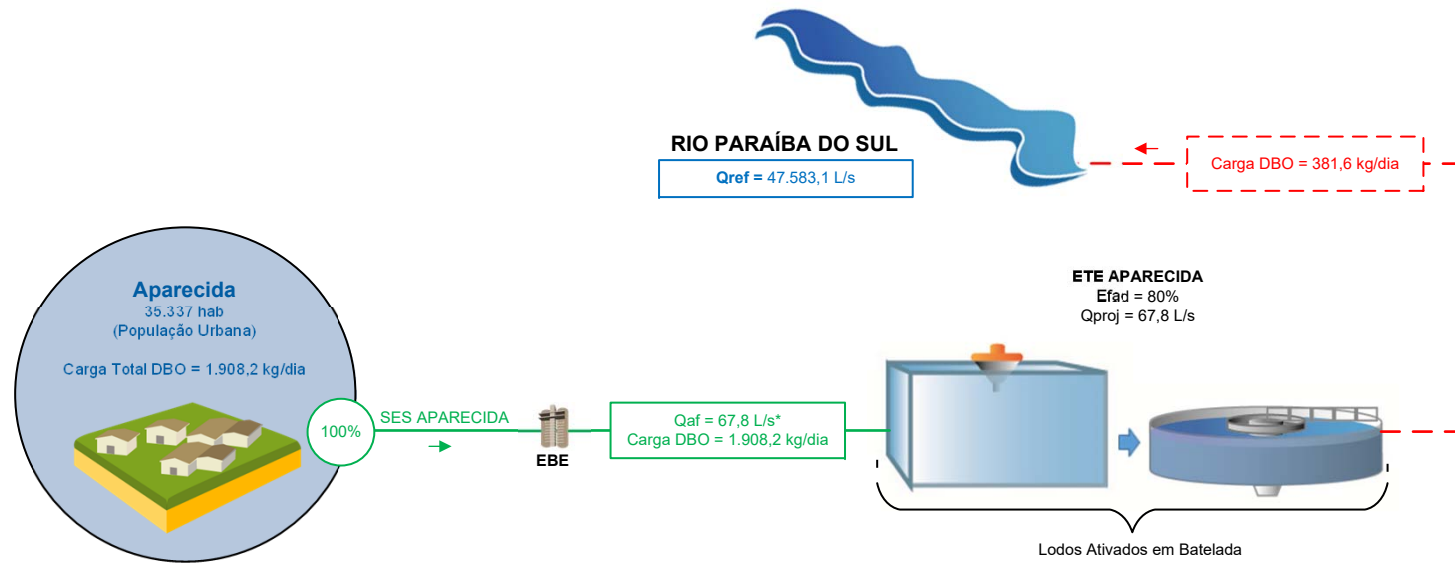 RIO PARAÍBA DO SUL
Qref = 47.583,1 L/s
Carga DBO = 381,6 kg/dia
Aparecida
35.337 hab
(População Urbana)
Carga Total DBO = 1.908,2 kg/dia
100%
SES APARECIDA
EBE
Qaf = 67,8 L/s*
Carga DBO = 1.908,2 kg/dia
ETE APARECIDA
Efad = 80%
Qproj = 67,8 L/s
Lodos Ativados em Batelada